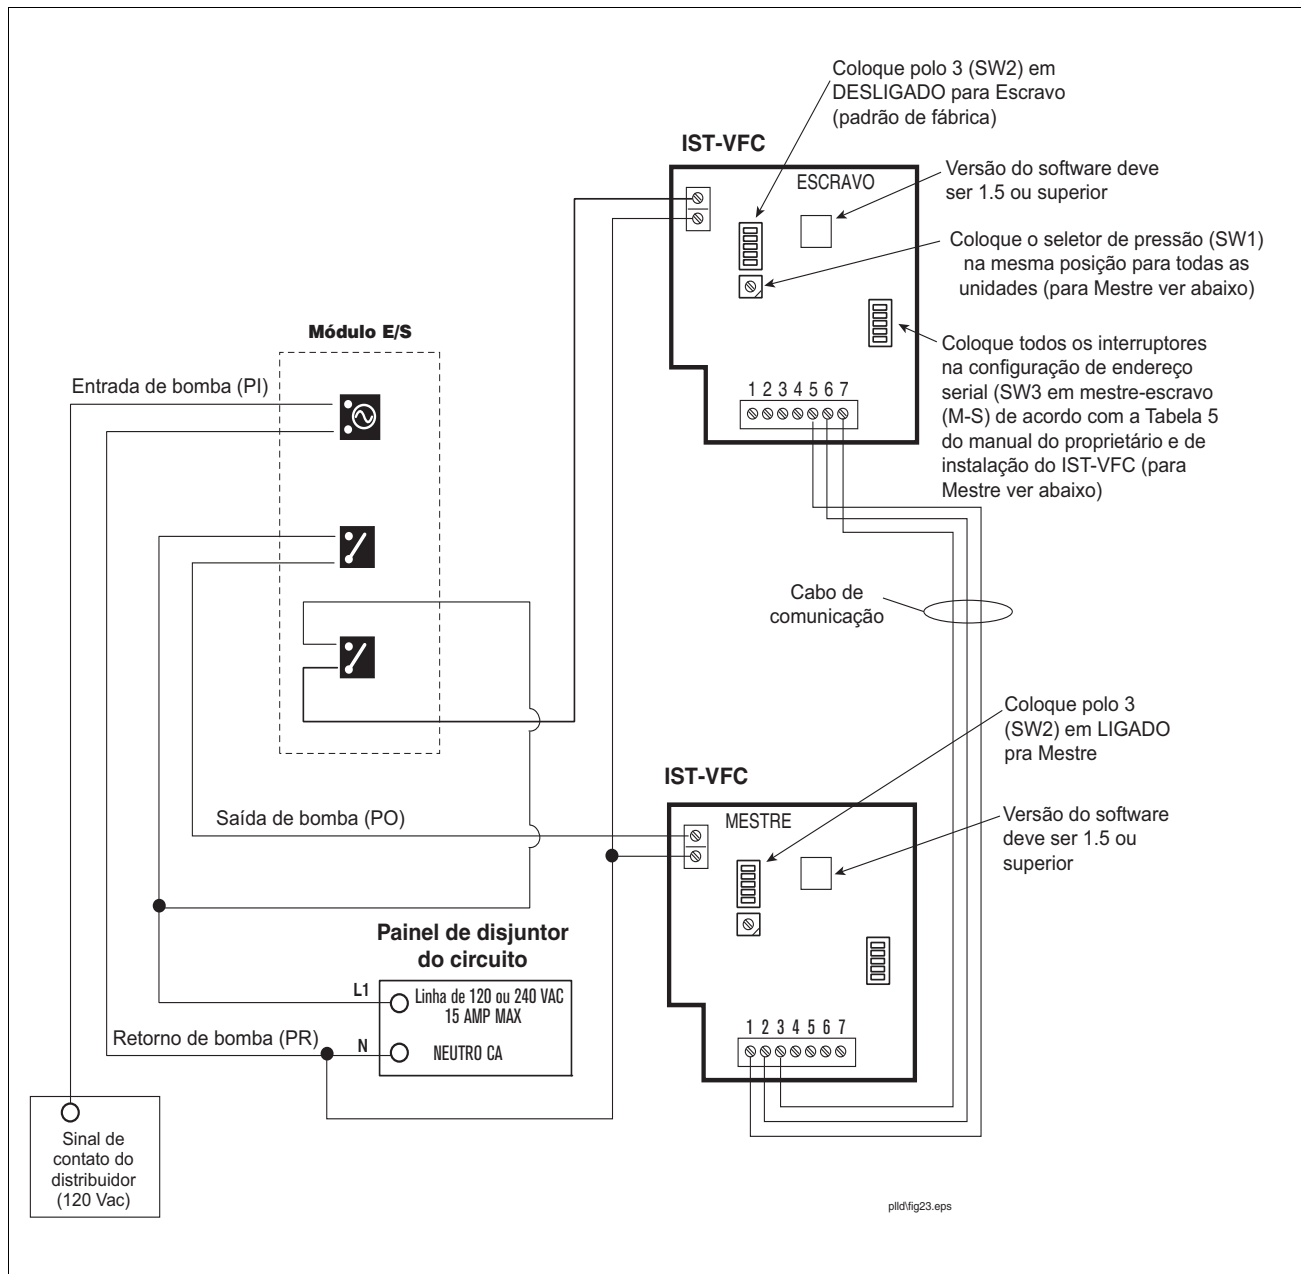 Coloque polo 3 (SW2) em
DESLIGADO para Escravo
(padrão de fábrica)
IST-VFC
ESCRAVO
Versão do software deve
ser 1.5 ou superior
Coloque o seletor de pressão (SW1)
na mesma posição para todas as
unidades (para Mestre ver abaixo)
Módulo E/S
Coloque todos os interruptores
na configuração de endereço
serial (SW3 em mestre-escravo
(M-S) de acordo com a Tabela 5
do manual do proprietário e de
instalação do IST-VFC (para
Mestre ver abaixo)
Entrada de bomba (PI)
1 2 3 4 5 6 7
Cabo de
comunicação
Coloque polo 3
(SW2) em LIGADO
pra Mestre
IST-VFC
MESTRE
Saída de bomba (PO)
Versão do software
deve ser 1.5 ou
superior
Painel de disjuntor
do circuito
L1
Linha de 120 ou 240 VAC
15 AMP MAX
Retorno de bomba (PR)
N
NEUTRO CA
1 2 3 4 5 6 7
Sinal de
contato do
distribuidor
(120 Vac)
plld\fig23.eps